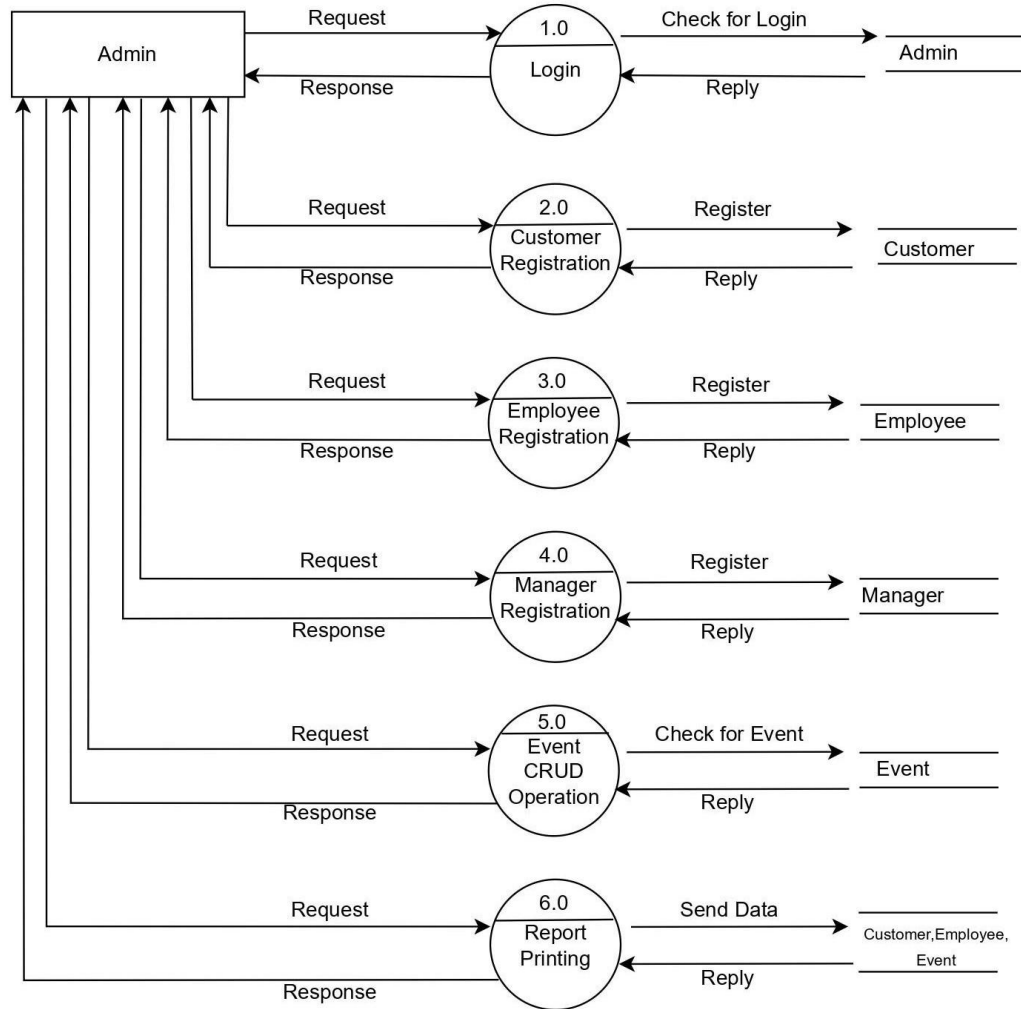 Admin
Request
1.0
Check for Login
Login
Admin
Response
Reply
Request
2.0
Register
Customer
Registration
Customer
Response
Reply
Request
3.0
Register
Employee
Registration
Employee
Response
Reply
Request
4.0
Register
Manager
Registration
Manager
Response
Reply
Request
5.0
Check for Event
Event
CRUD
Operation
Event
Response
Reply
Request
6.0
Send Data
Report
Printing
Customer,Employee,
Event
Response
Reply